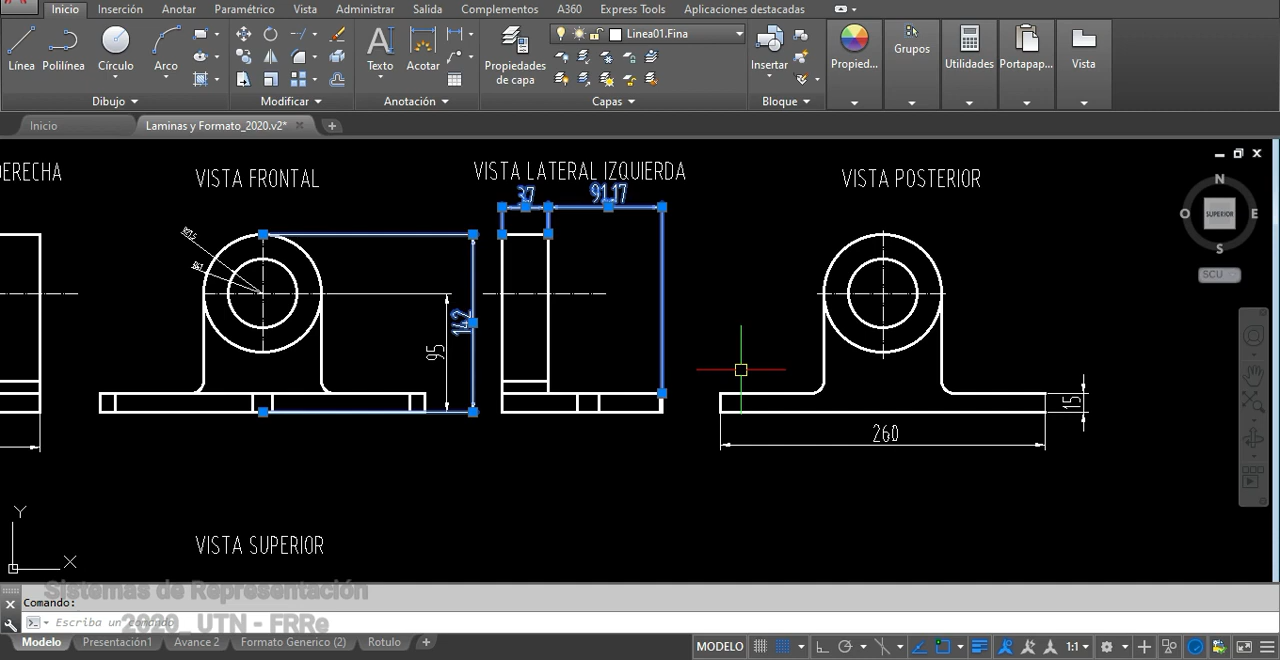 Inicio Inserción Anotar Paramétrico Vista Administrar Salida Complementos A360 Express Tools Aplicaciones destacadas
Linea01.Fina
Línea Polilínea Círculo Arco Texto Acotar Propiedades de capa Insertar Propied... Grupos Utilidades Portapap... Vista
Dibujo Modificar Anotación Capas Bloque
Inicio Laminas y Formato_2020.v2*
DERECHA VISTA FRONTAL VISTA LATERAL IZQUIERDA VISTA POSTERIOR
37 91,17
N
O SUPERIOR E
S
SCU
142
95
15
260
VISTA SUPERIOR
Y
X
Sistemas de Representación
Comando:
Escriba un comando
2020_ UTN - FRRe
Modelo Presentación1 Avance 2 Formato Generico (2) Rotulo +
MODELO 1:1